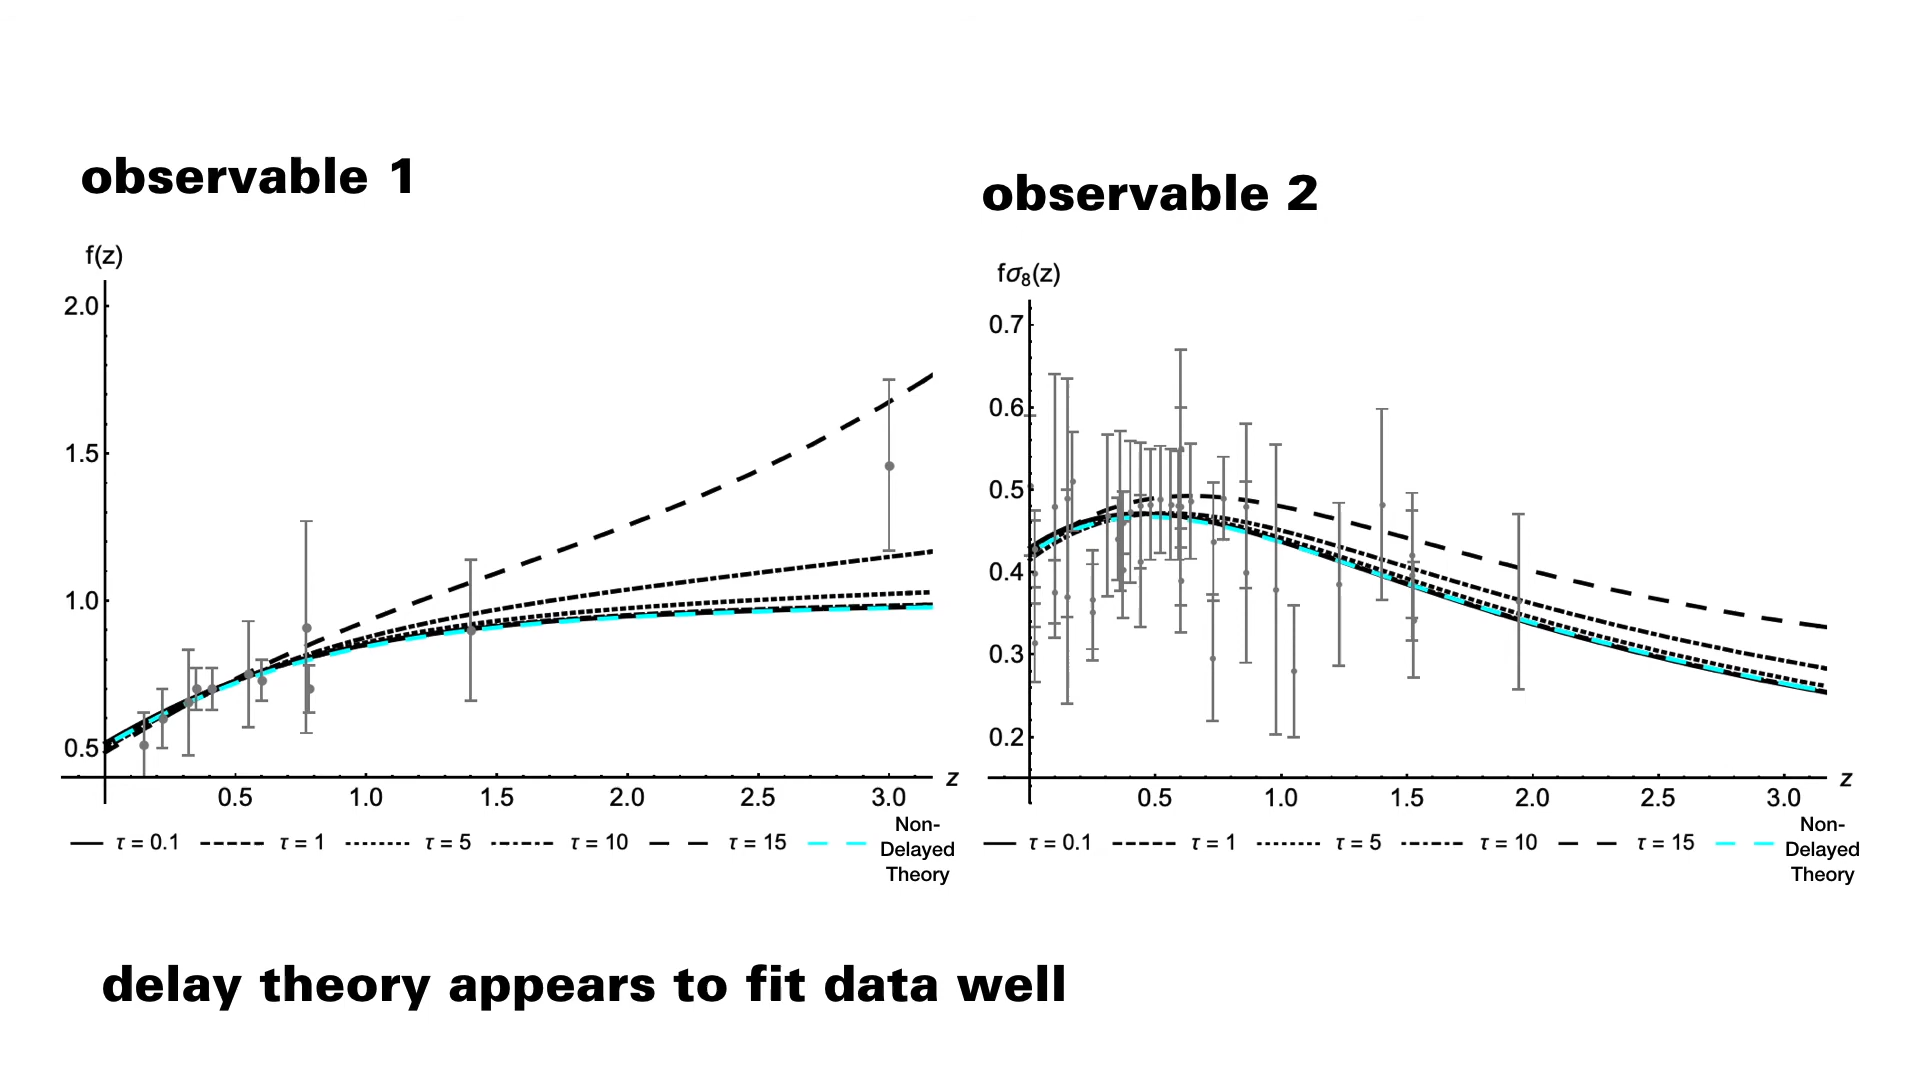 observable 1
f(z)
2.0
1.5
1.0
0.5
0.5 1.0 1.5 2.0 2.5 3.0 z
τ = 0.1 τ = 1 τ = 5 τ = 10 τ = 15 Non-
Delayed
Theory
observable 2
fσ₈(z)
0.7
0.6
0.5
0.4
0.3
0.2
0.5 1.0 1.5 2.0 2.5 3.0 z
τ = 0.1 τ = 1 τ = 5 τ = 10 τ = 15 Non-
Delayed
Theory
delay theory appears to fit data well